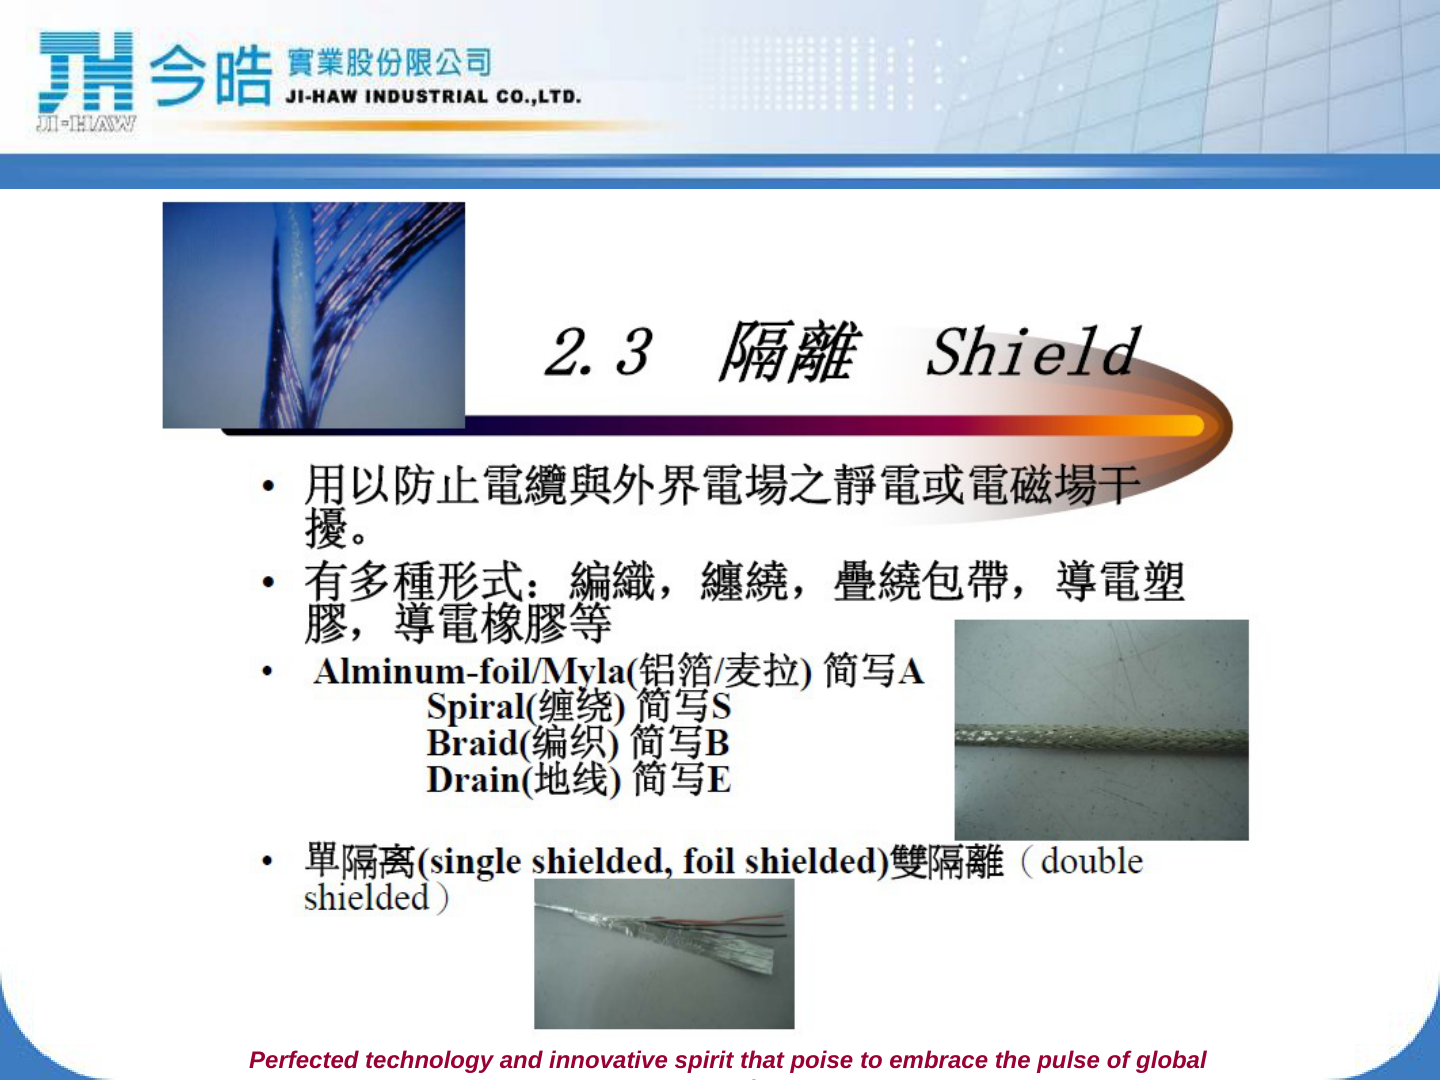 JI-HAW
今皓 實業股份限公司
JI-HAW INDUSTRIAL CO.,LTD.
2.3 隔離 Shield
• 用以防止電纜與外界電場之靜電或電磁場干
擾。
• 有多種形式：編織，纏繞，疊繞包帶，導電塑
膠，導電橡膠等
• Alminum-foil/Myla(铝箔/麦拉) 简写A
Spiral(缠绕) 简写S
Braid(编织) 简写B
Drain(地线) 简写E
• 單隔离(single shielded, foil shielded)雙隔離（double
shielded）
Perfected technology and innovative spirit that poise to embrace the pulse of global